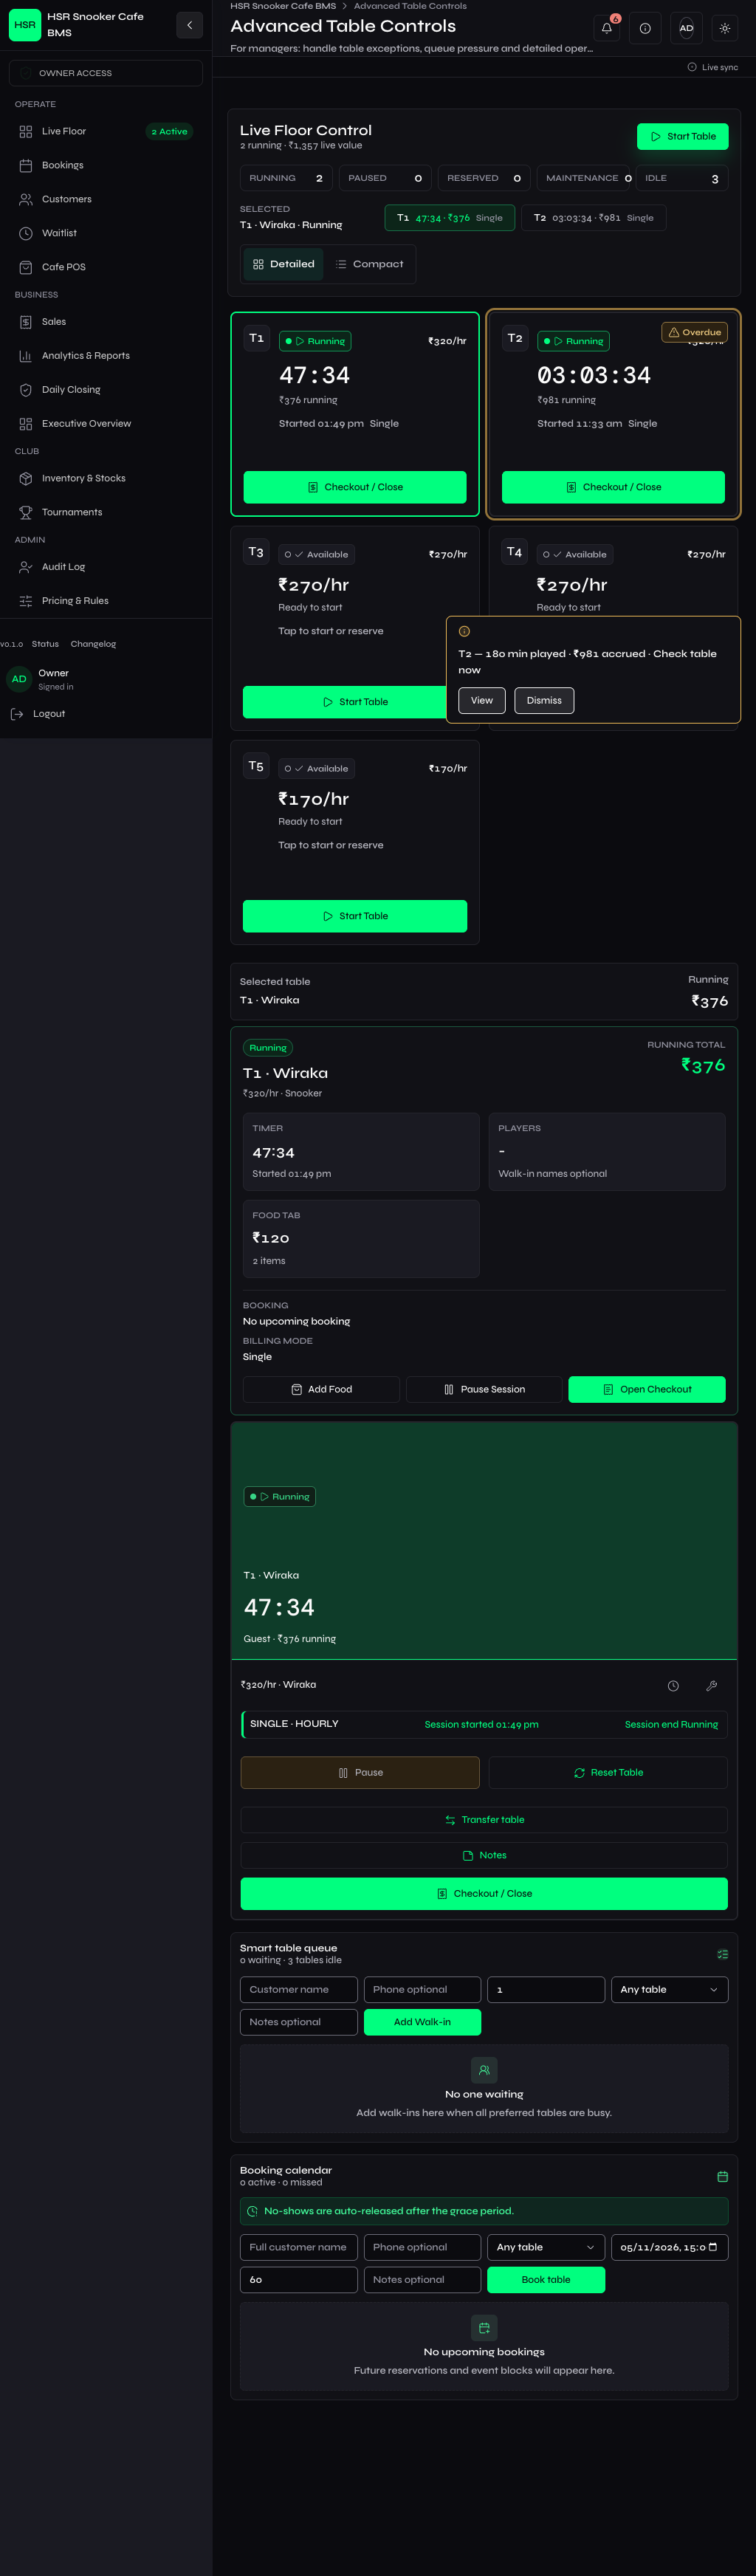 HSR
HSR Snooker Cafe
BMS
OWNER ACCESS
OPERATE
Live Floor
2 Active
Bookings
Customers
Waitlist
Cafe POS
BUSINESS
Sales
Analytics & Reports
Daily Closing
Executive Overview
CLUB
Inventory & Stocks
Tournaments
ADMIN
Audit Log
Pricing & Rules
v0.1.0 Status Changelog
AD
Owner
Signed in
Logout
HSR Snooker Cafe BMS > Advanced Table Controls
Advanced Table Controls
For managers: handle table exceptions, queue pressure and detailed oper...
6
AD
Live sync
Live Floor Control
2 running · ₹1,357 live value
Start Table
RUNNING 2
PAUSED 0
RESERVED 0
MAINTENANCE 0
IDLE 3
SELECTED
T1 · Wiraka · Running
T1 47:34 · ₹376 Single
T2 03:03:34 · ₹981 Single
Detailed
Compact
T1
Running
₹320/hr
47:34
₹376 running
Started 01:49 pm Single
Checkout / Close
T2
Running
Overdue
03:03:34
₹981 running
Started 11:33 am Single
Checkout / Close
T3
Available
₹270/hr
₹270/hr
Ready to start
Tap to start or reserve
Start Table
T4
Available
₹270/hr
₹270/hr
Ready to start
T2 — 180 min played · ₹981 accrued · Check table
now
View
Dismiss
T5
Available
₹170/hr
₹170/hr
Ready to start
Tap to start or reserve
Start Table
Selected table
T1 · Wiraka
Running
₹376
Running
T1 · Wiraka
₹320/hr · Snooker
RUNNING TOTAL
₹376
TIMER
47:34
Started 01:49 pm
PLAYERS
-
Walk-in names optional
FOOD TAB
₹120
2 items
BOOKING
No upcoming booking
BILLING MODE
Single
Add Food
Pause Session
Open Checkout
Running
T1 · Wiraka
47:34
Guest · ₹376 running
₹320/hr · Wiraka
SINGLE · HOURLY
Session started 01:49 pm
Session end Running
Pause
Reset Table
Transfer table
Notes
Checkout / Close
Smart table queue
0 waiting · 3 tables idle
Customer name
Phone optional
1
Any table
Notes optional
Add Walk-in
No one waiting
Add walk-ins here when all preferred tables are busy.
Booking calendar
0 active · 0 missed
No-shows are auto-released after the grace period.
Full customer name
Phone optional
Any table
05/11/2026, 15:0
60
Notes optional
Book table
No upcoming bookings
Future reservations and event blocks will appear here.